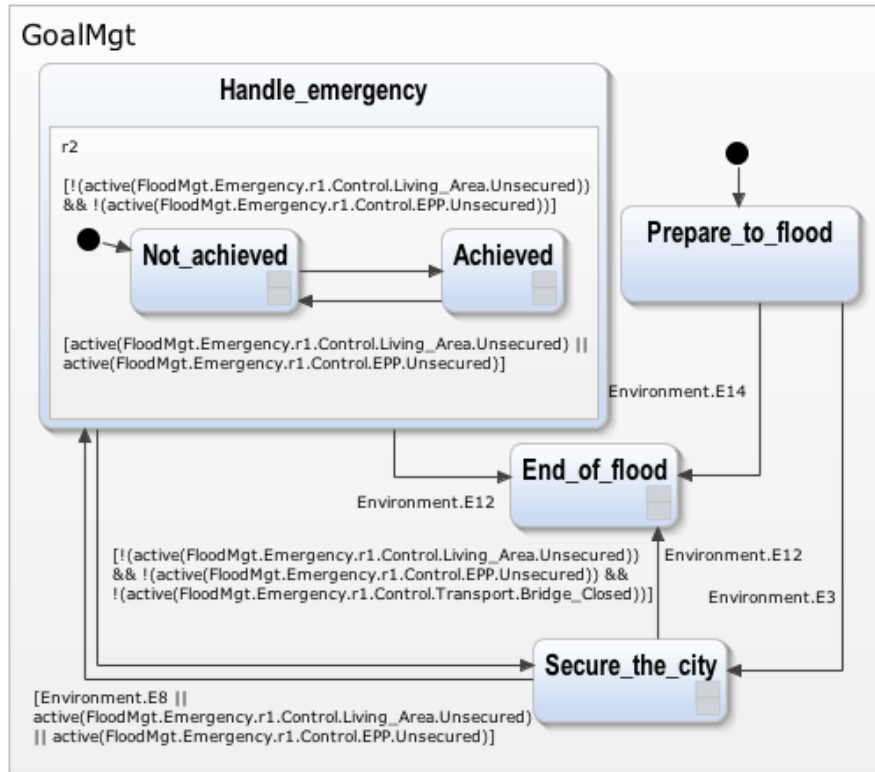 GoalMgt
Handle_emergency
r2
[!(active(FloodMgt.Emergency.r1.Control.Living_Area.Unsecured))
&& !(active(FloodMgt.Emergency.r1.Control.EPP.Unsecured))]
Not_achieved
Achieved
[active(FloodMgt.Emergency.r1.Control.Living_Area.Unsecured) ||
active(FloodMgt.Emergency.r1.Control.EPP.Unsecured)]
Prepare_to_flood
Environment.E14
End_of_flood
Environment.E12
[!(active(FloodMgt.Emergency.r1.Control.Living_Area.Unsecured))
&& !(active(FloodMgt.Emergency.r1.Control.EPP.Unsecured)) &&
!(active(FloodMgt.Emergency.r1.Control.Transport.Bridge_Closed))]
Environment.E12
Environment.E3
Secure_the_city
[Environment.E8 ||
active(FloodMgt.Emergency.r1.Control.Living_Area.Unsecured)
|| active(FloodMgt.Emergency.r1.Control.EPP.Unsecured)]